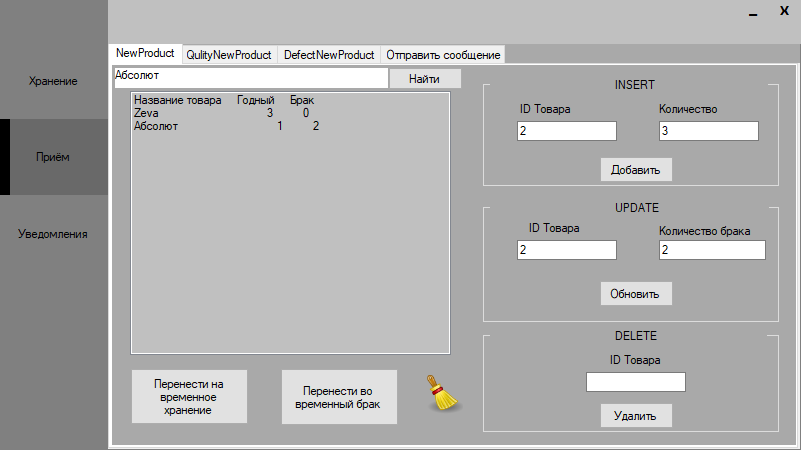 _ X
NewProduct QulityNewProduct DefectNewProduct Отправить сообщение
Хранение
Приём
Уведомления
Абсолют Найти
Название товара Годный Брак
Zeva 3 0
Абсолют 1 2
Перенести на
временное
хранение
Перенести во
временный брак
INSERT
ID Товара Количество
2 3
Добавить
UPDATE
ID Товара Количество брака
2 2
Обновить
DELETE
ID Товара
Удалить